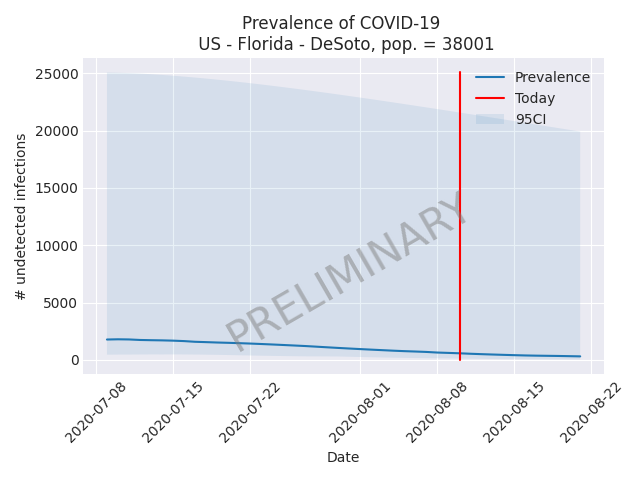 Prevalence of COVID-19
US - Florida - DeSoto, pop. = 38001
Prevalence
Today
95CI
25000
20000
15000
10000
5000
0
# undetected infections
PRELIMINARY
2020-07-08
2020-07-15
2020-07-22
2020-08-01
2020-08-08
2020-08-15
2020-08-22
Date